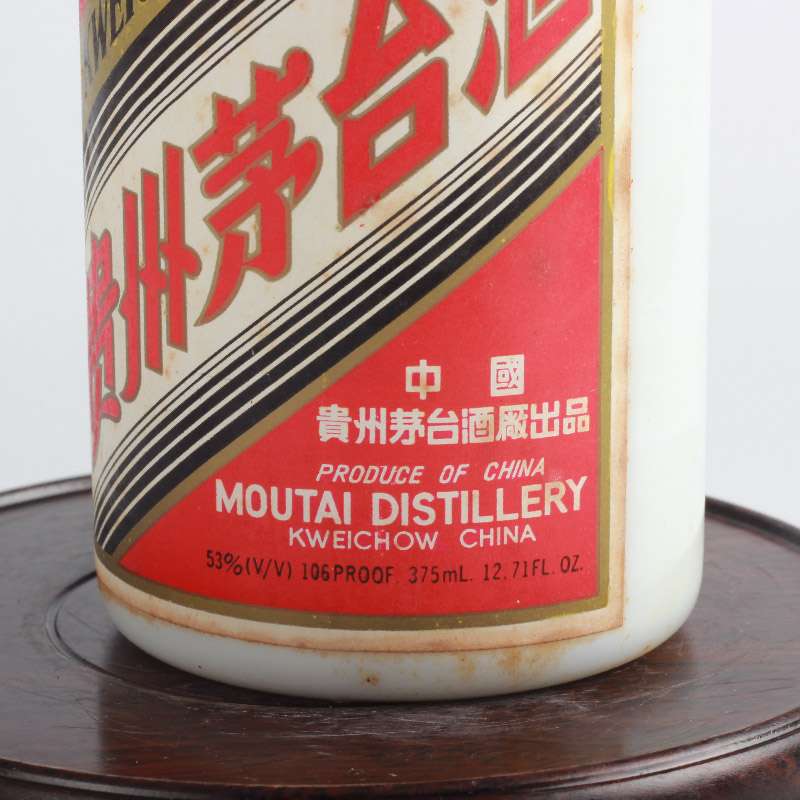 貴州茅台酒
中國
貴州茅台酒廠出品
PRODUCE OF CHINA
MOUTAI DISTILLERY
KWEICHOW CHINA
53%(V/V) 106PROOF. 375mL. 12.71FL. OZ.